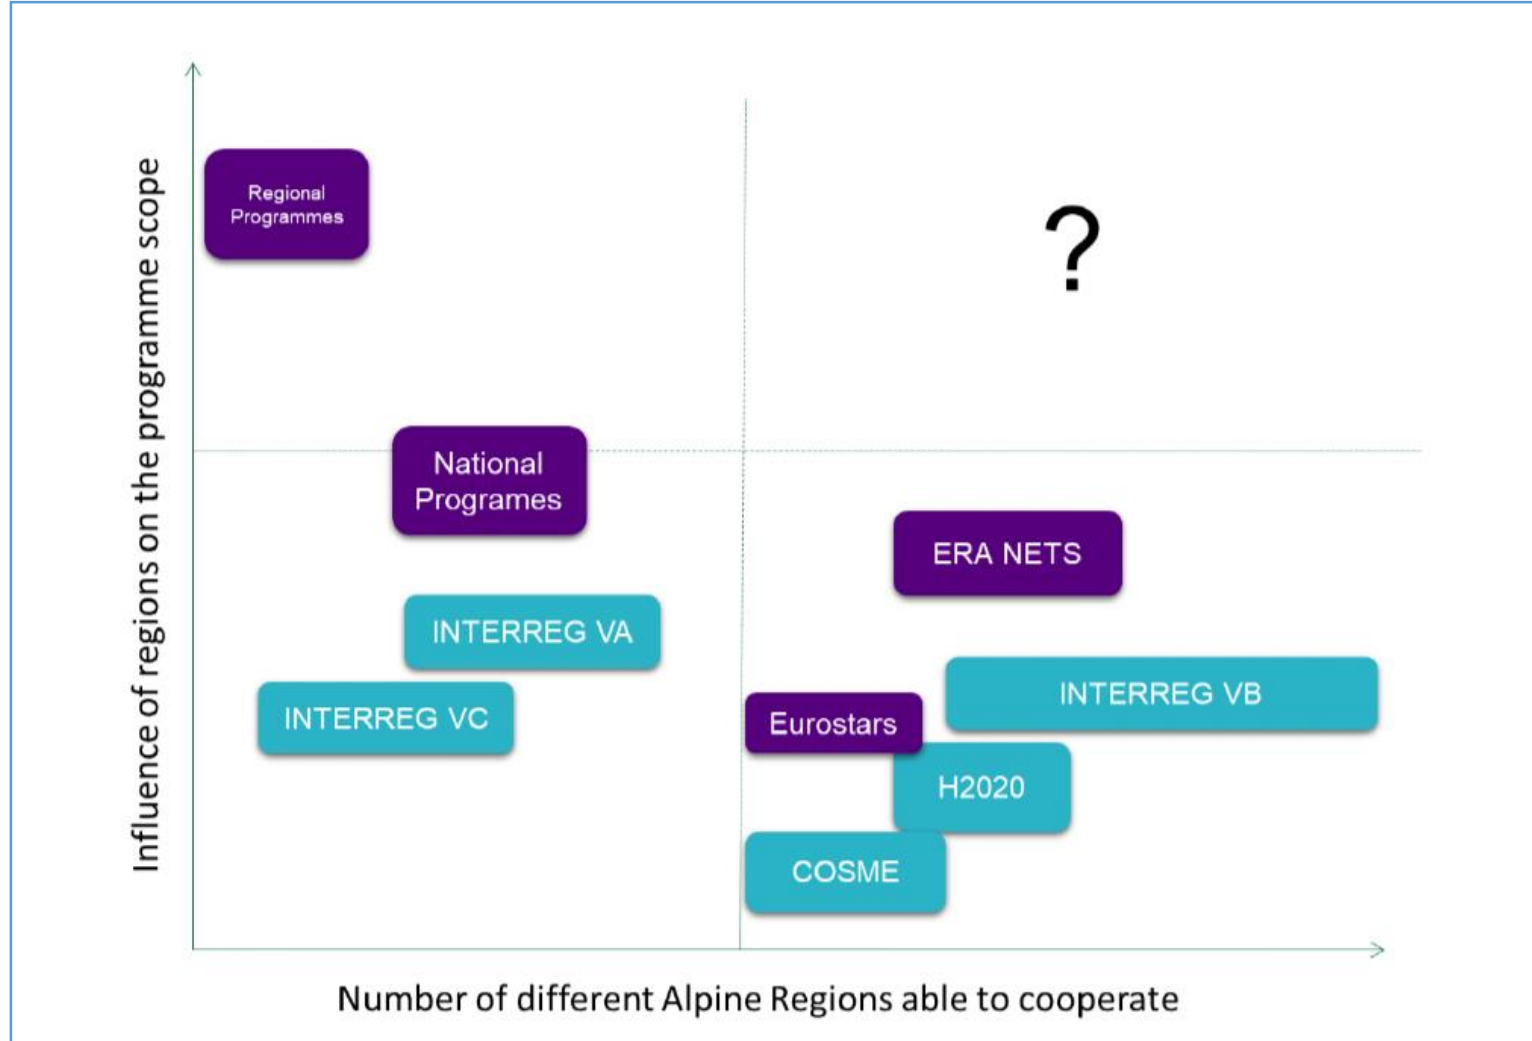 Influence of regions on the programme scope
Regional
Programmes
?
National
Programes
ERA NETS
INTERREG VA
INTERREG VB
INTERREG VC
Eurostars
H2020
COSME
Number of different Alpine Regions able to cooperate